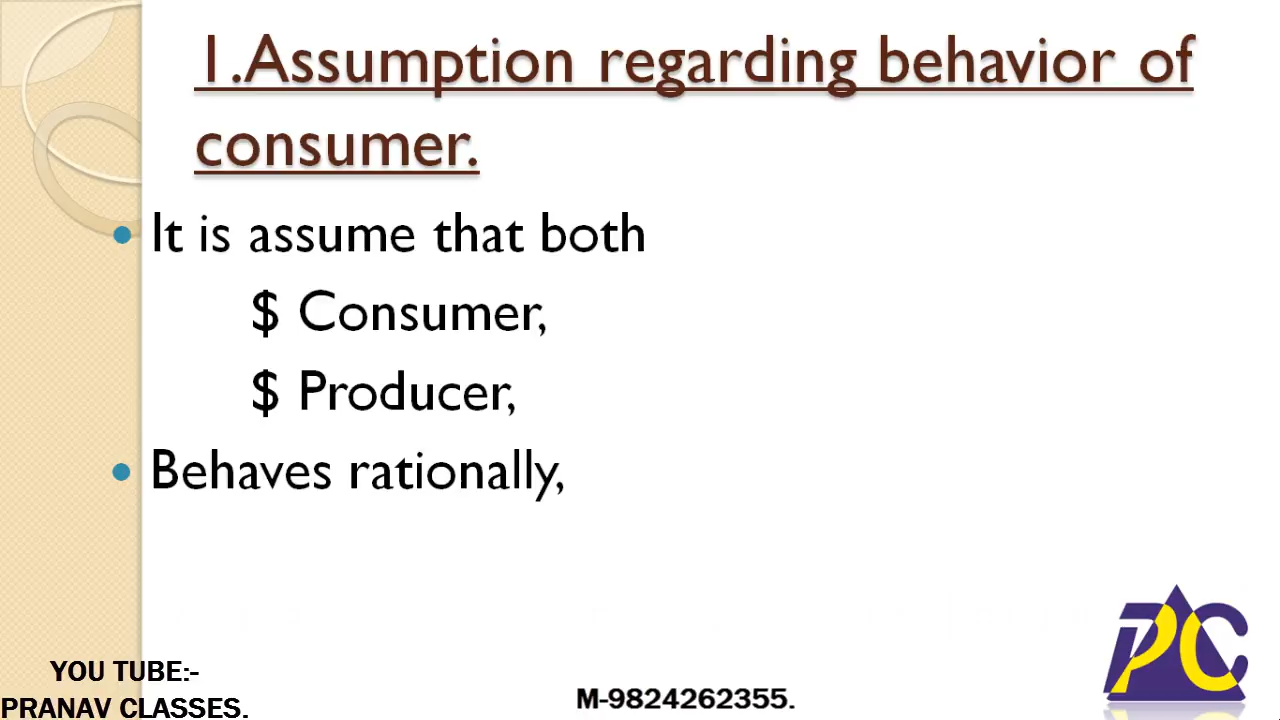 1.Assumption regarding behavior of
consumer.
• It is assume that both
$ Consumer,
$ Producer,
• Behaves rationally,
PC
YOU TUBE:-
PRANAV CLASSES.
M-9824262355.